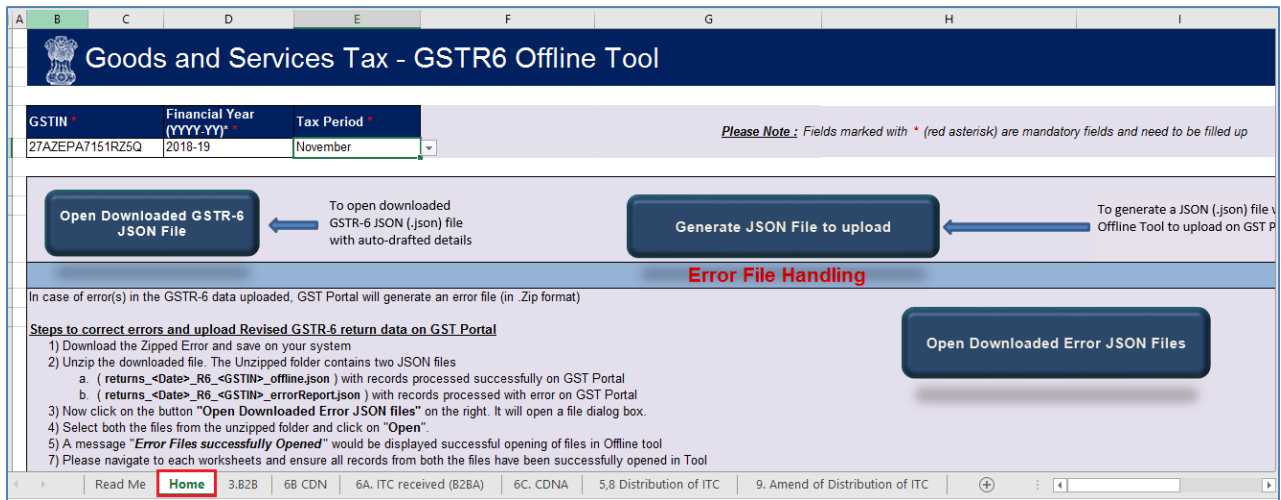 A B C D E F G H I
Goods and Services Tax - GSTR6 Offline Tool
GSTIN * Financial Year (YYYY-YY)* * Tax Period *
Please Note : Fields marked with * (red asterisk) are mandatory fields and need to be filled up
27AZEPA7151RZ5Q 2018-19 November
Open Downloaded GSTR-6
JSON File
To open downloaded
GSTR-6 JSON (.json) file
with auto-drafted details
Generate JSON File to upload
To generate a JSON (.json) file
Offline Tool to upload on GST P
Error File Handling
In case of error(s) in the GSTR-6 data uploaded, GST Portal will generate an error file (in .Zip format)
Steps to correct errors and upload Revised GSTR-6 return data on GST Portal
1) Download the Zipped Error and save on your system
2) Unzip the downloaded file. The Unzipped folder contains two JSON files
a. ( returns_<Date>_R6_<GSTIN>_offline.json ) with records processed successfully on GST Portal
b. ( returns_<Date>_R6_<GSTIN>_errorReport.json ) with records processed with error on GST Portal
3) Now click on the button "Open Downloaded Error JSON files" on the right. It will open a file dialog box.
4) Select both the files from the unzipped folder and click on "Open".
5) A message "Error Files successfully Opened" would be displayed successful opening of files in Offline tool
7) Please navigate to each worksheets and ensure all records from both the files have been successfully opened in Tool
Open Downloaded Error JSON Files
Read Me Home 3.B2B 6B CDN 6A. ITC received (B2BA) 6C. CDNA 5,8 Distribution of ITC 9. Amend of Distribution of ITC